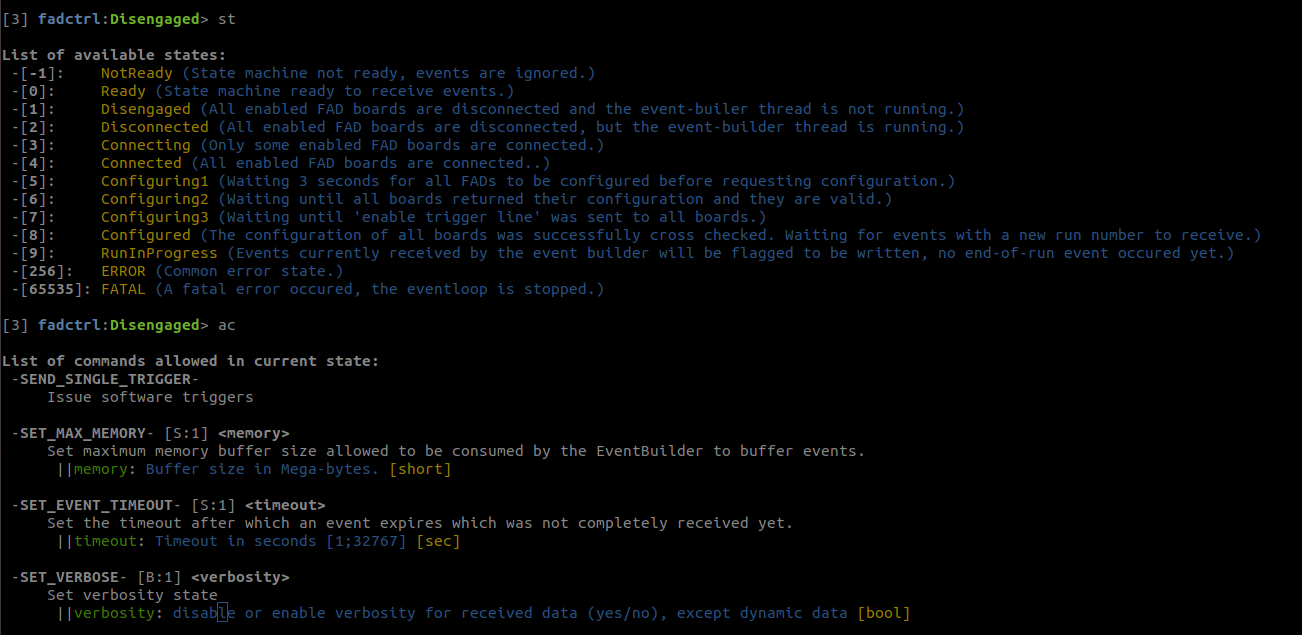 [3] fadctrl:Disengaged> st
List of available states:
-[-1]: NotReady (State machine not ready, events are ignored.)
-[0]: Ready (State machine ready to receive events.)
-[1]: Disengaged (All enabled FAD boards are disconnected and the event-builer thread is not running.)
-[2]: Disconnected (All enabled FAD boards are disconnected, but the event-builder thread is running.)
-[3]: Connecting (Only some enabled FAD boards are connected.)
-[4]: Connected (All enabled FAD boards are connected..)
-[5]: Configuring1 (Waiting 3 seconds for all FADs to be configured before requesting configuration.)
-[6]: Configuring2 (Waiting until all boards returned their configuration and they are valid.)
-[7]: Configuring3 (Waiting until 'enable trigger line' was sent to all boards.)
-[8]: Configured (The configuration of all boards was successfully cross checked. Waiting for events with a new run number to receive.)
-[9]: RunInProgress (Events currently received by the event builder will be flagged to be written, no end-of-run event occured yet.)
-[256]: ERROR (Common error state.)
-[65535]: FATAL (A fatal error occured, the eventloop is stopped.)
[3] fadctrl:Disengaged> ac
List of commands allowed in current state:
-SEND_SINGLE_TRIGGER-
Issue software triggers
-SET_MAX_MEMORY- [S:1] <memory>
Set maximum memory buffer size allowed to be consumed by the EventBuilder to buffer events.
||memory: Buffer size in Mega-bytes. [short]
-SET_EVENT_TIMEOUT- [S:1] <timeout>
Set the timeout after which an event expires which was not completely received yet.
||timeout: Timeout in seconds [1;32767] [sec]
-SET_VERBOSE- [B:1] <verbosity>
Set verbosity state
||verbosity: disable or enable verbosity for received data (yes/no), except dynamic data [bool]